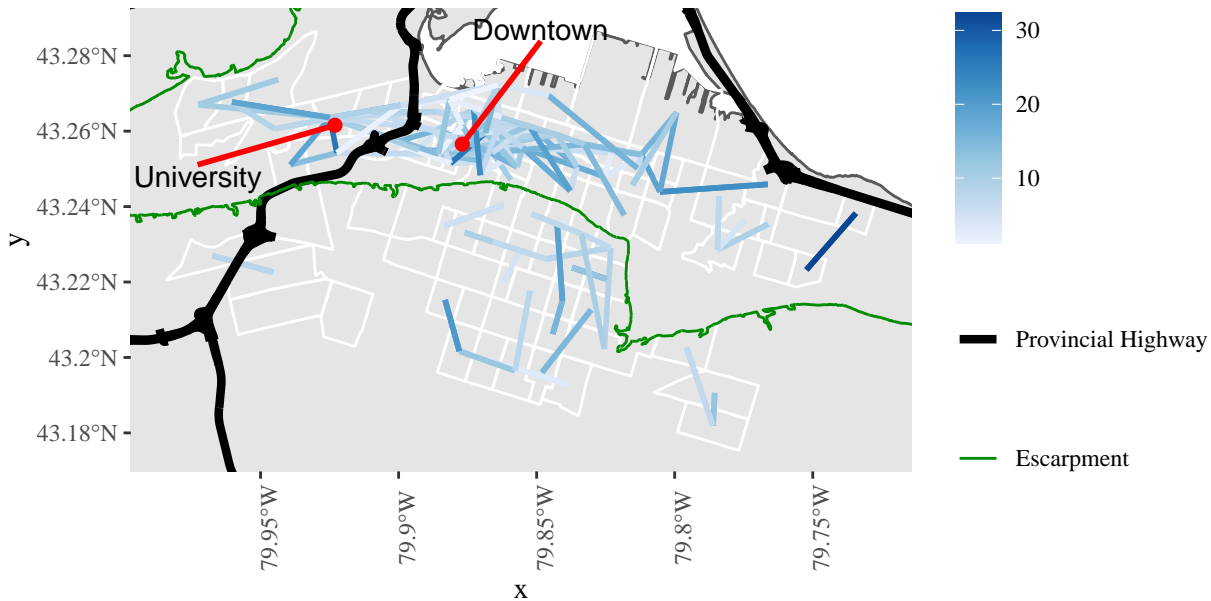 Downtown
University
y
43.28°N
43.26°N
43.24°N
43.22°N
43.2°N
43.18°N
79.95°W
79.9°W
79.85°W
79.8°W
79.75°W
x
30
20
10
Provincial Highway
Escarpment